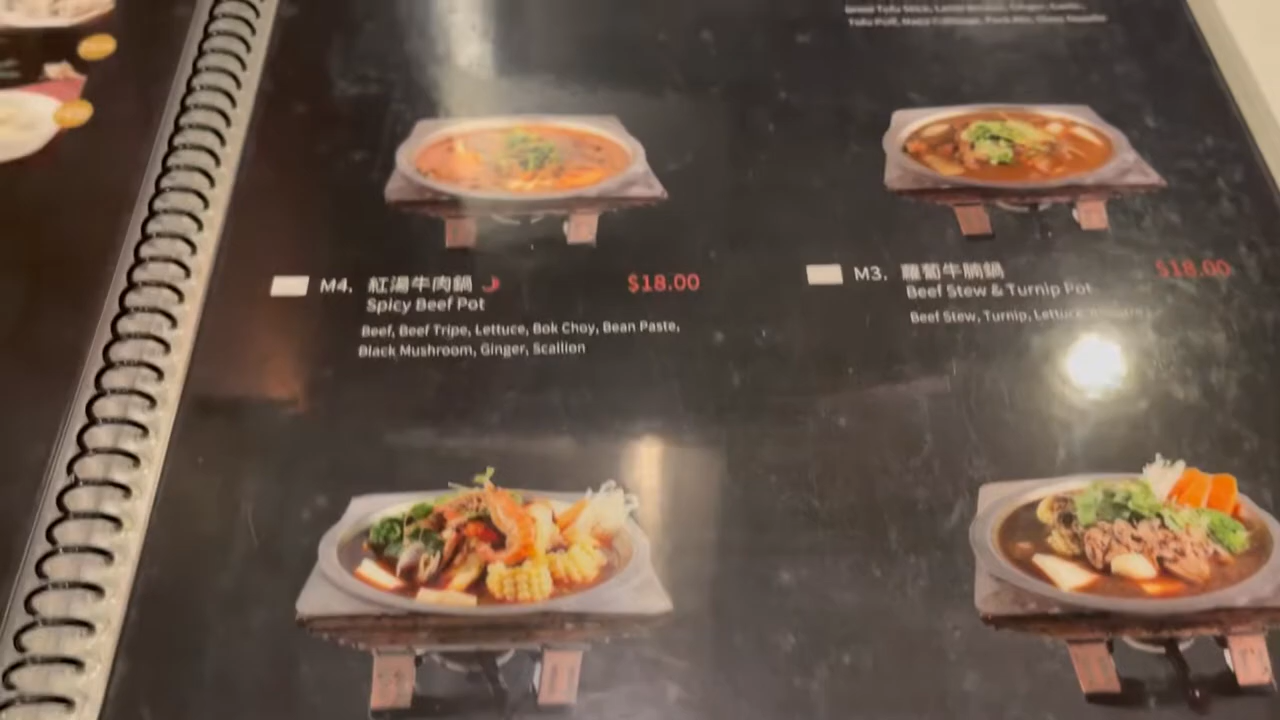 M4. 紅湯牛肉鍋 $18.00
Spicy Beef Pot
Beef, Beef Tripe, Lettuce, Bok Choy, Bean Paste,
Black Mushroom, Ginger, Scallion
M3. 蘿蔔牛腩鍋 $18.00
Beef Stew & Turnip Pot
Beef Stew, Turnip, Lettuce,